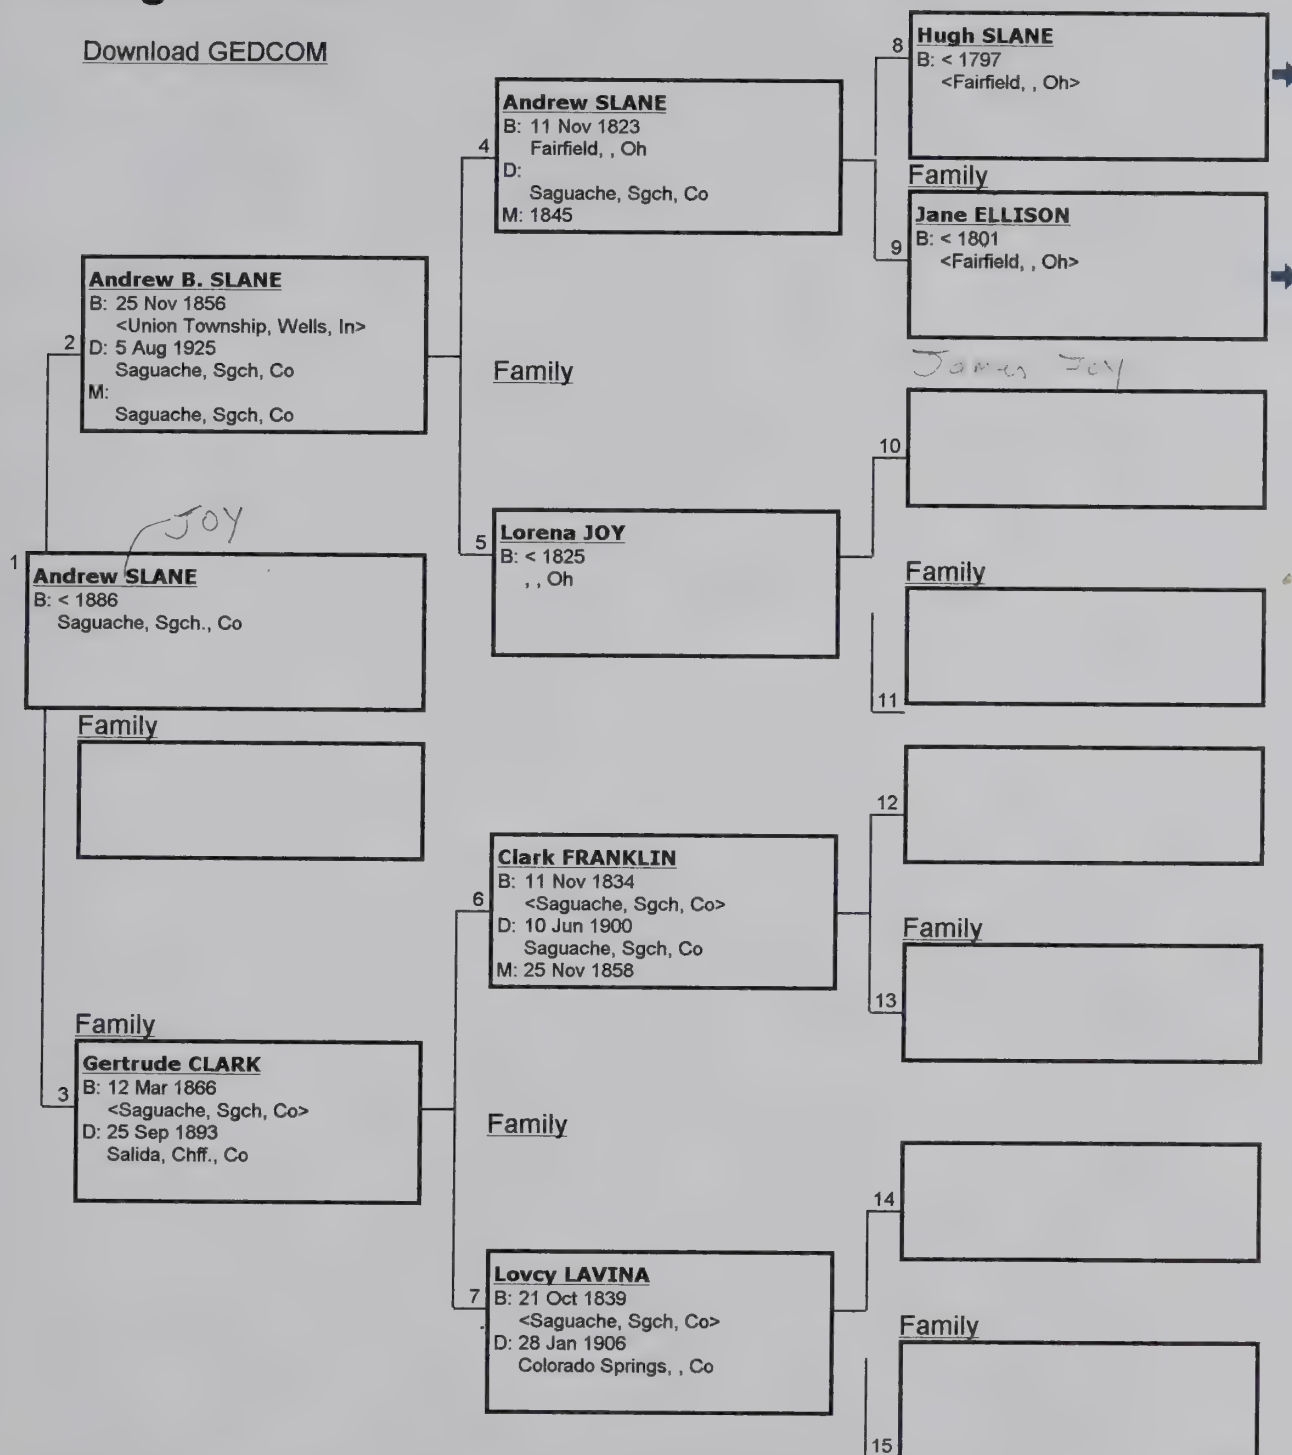 Download GEDCOM
8
Hugh SLANE
B: < 1797
<Fairfield, , Oh>
4
Andrew SLANE
B: 11 Nov 1823
Fairfield, , Oh
D:
Saguache, Sgch, Co
M: 1845
Family
9
Jane ELLISON
B: < 1801
<Fairfield, , Oh>
2
Andrew B. SLANE
B: 25 Nov 1856
<Union Township, Wells, In>
D: 5 Aug 1925
Saguache, Sgch, Co
M:
Saguache, Sgch, Co
Family
James Joy
10
JOY
1
Andrew SLANE
B: < 1886
Saguache, Sgch., Co
5
Lorena JOY
B: < 1825
, , Oh
Family
11
Family
12
6
Clark FRANKLIN
B: 11 Nov 1834
<Saguache, Sgch, Co>
D: 10 Jun 1900
Saguache, Sgch, Co
M: 25 Nov 1858
Family
13
Family
3
Gertrude CLARK
B: 12 Mar 1866
<Saguache, Sgch, Co>
D: 25 Sep 1893
Salida, Chff., Co
Family
14
7
Lovcy LAVINA
B: 21 Oct 1839
<Saguache, Sgch, Co>
D: 28 Jan 1906
Colorado Springs, , Co
Family
15